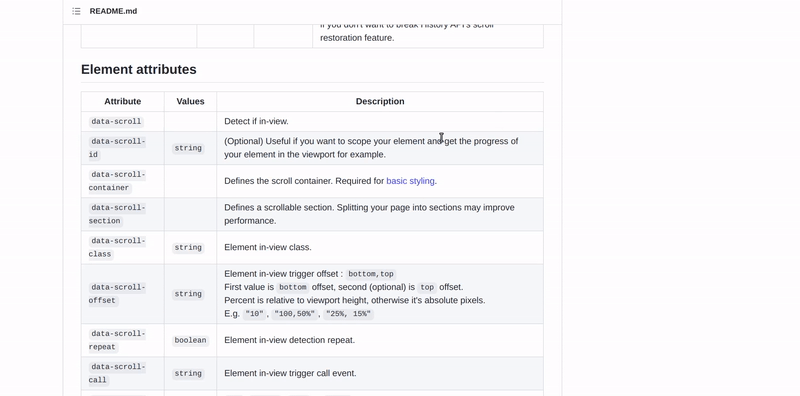 README.md
if you don't want to break History API's scroll
restoration feature.
Element attributes
Attribute Values Description
data-scroll Detect if in-view.
data-scroll-
id
string
(Optional) Useful if you want to scope your element and get the progress of
your element in the viewport for example.
data-scroll-
container
Defines the scroll container. Required for basic styling.
data-scroll-
section
Defines a scrollable section. Splitting your page into sections may improve
performance.
data-scroll-
class
string
Element in-view class.
data-scroll-
offset
string
Element in-view trigger offset : bottom,top
First value is bottom offset, second (optional) is top offset.
Percent is relative to viewport height, otherwise it's absolute pixels.
E.g. "10" , "100,50%" , "25%, 15%"
data-scroll-
repeat
boolean
Element in-view detection repeat.
data-scroll-
call
string
Element in-view trigger call event.